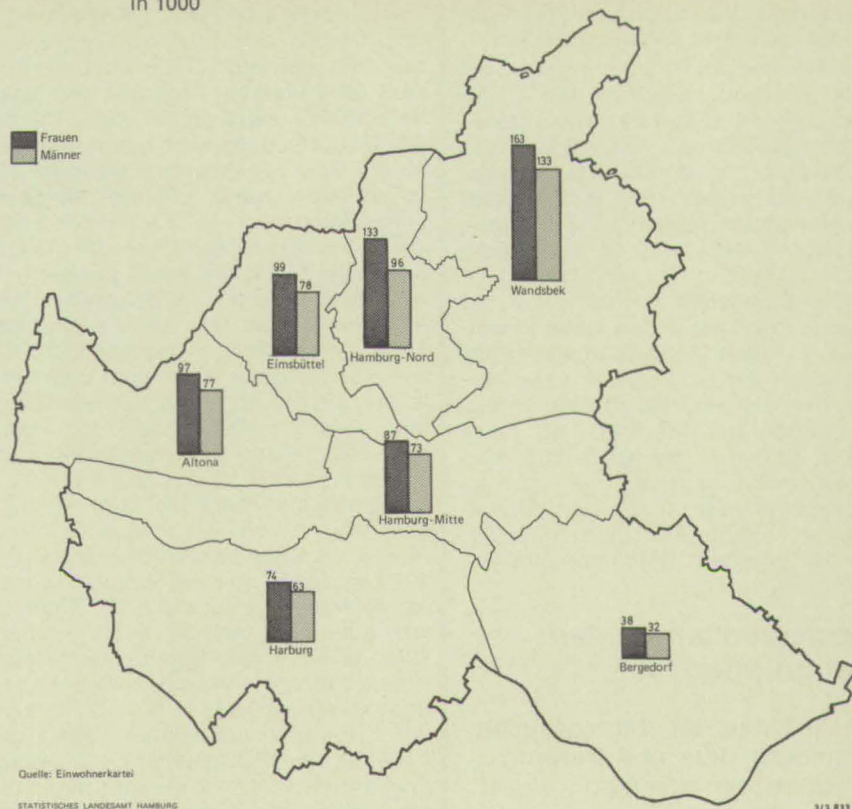 in 1000
Frauen
Männer
163
133
Wandsbek
133
96
Hamburg-Nord
99
78
Eimsbüttel
97
77
Altona
87
73
Hamburg-Mitte
74
63
Harburg
38
32
Bergedorf
Quelle: Einwohnerkartei
STATISTISCHES LANDESAMT HAMBURG